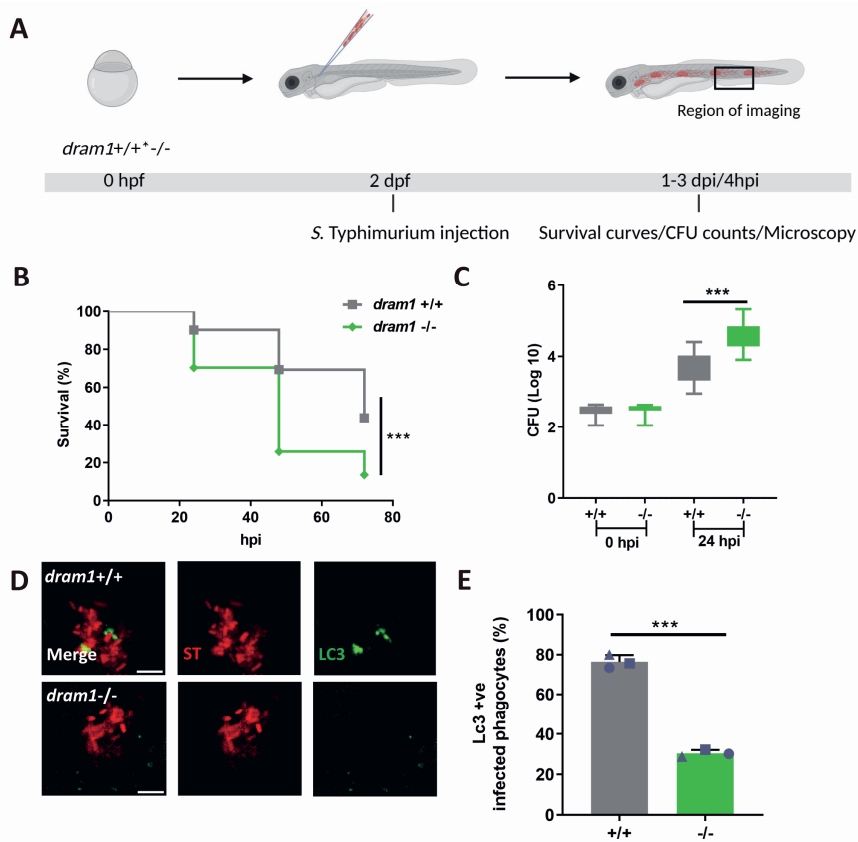 A
Region of imaging
dram1+/+*-/-
0 hpf
2 dpf
1-3 dpi/4hpi
S. Typhimurium injection
Survival curves/CFU counts/Microscopy
B
Survival (%)
100
80
60
40
20
0
0
20
40
60
80
hpi
dram1 +/+
dram1 -/-
***
C
CFU (Log 10)
6
4
2
0
***
+/+
-/-
+/+
-/-
0 hpi
24 hpi
D
dram1+/+
Merge
ST
LC3
dram1-/-
E
Lc3 +ve
infected phagocytes (%)
100
80
60
40
20
0
***
+/+
-/-